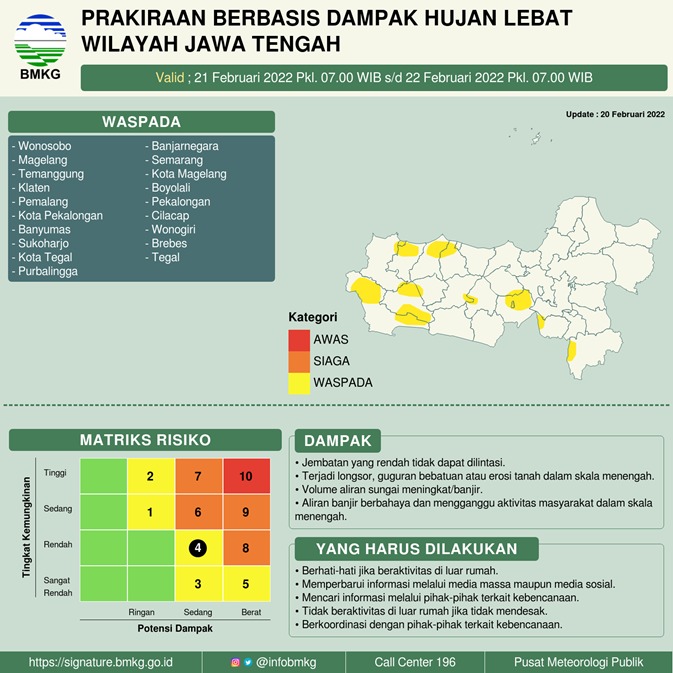 BMKG
PRAKIRAAN BERBASIS DAMPAK HUJAN LEBAT
WILAYAH JAWA TENGAH
Valid ; 21 Februari 2022 Pkl. 07.00 WIB s/d 22 Februari 2022 Pkl. 07.00 WIB
Update : 20 Februari 2022
WASPADA
- Wonosobo
- Magelang
- Temanggung
- Klaten
- Pemalang
- Kota Pekalongan
- Banyumas
- Sukoharjo
- Kota Tegal
- Purbalingga
- Banjarnegara
- Semarang
- Kota Magelang
- Boyolali
- Pekalongan
- Cilacap
- Wonogiri
- Brebes
- Tegal
Kategori
AWAS
SIAGA
WASPADA
MATRIKS RISIKO
Tingkat Kemungkinan
Tinggi 2 7 10
Sedang 1 6 9
Rendah 4 8
Sangat
Rendah 3 5
Ringan Sedang Berat
Potensi Dampak
DAMPAK
• Jembatan yang rendah tidak dapat dilintasi.
• Terjadi longsor, guguran bebatuan atau erosi tanah dalam skala menengah.
• Volume aliran sungai meningkat/banjir.
• Aliran banjir berbahaya dan mengganggu aktivitas masyarakat dalam skala
menengah.
YANG HARUS DILAKUKAN
• Berhati-hati jika beraktivitas di luar rumah.
• Memperbarui informasi melalui media massa maupun media sosial.
• Mencari informasi melalui pihak-pihak terkait kebencanaan.
• Tidak beraktivitas di luar rumah jika tidak mendesak.
• Berkoordinasi dengan pihak-pihak terkait kebencanaan.
https://signature.bmkg.go.id
@infobmkg
Call Center 196
Pusat Meteorologi Publik